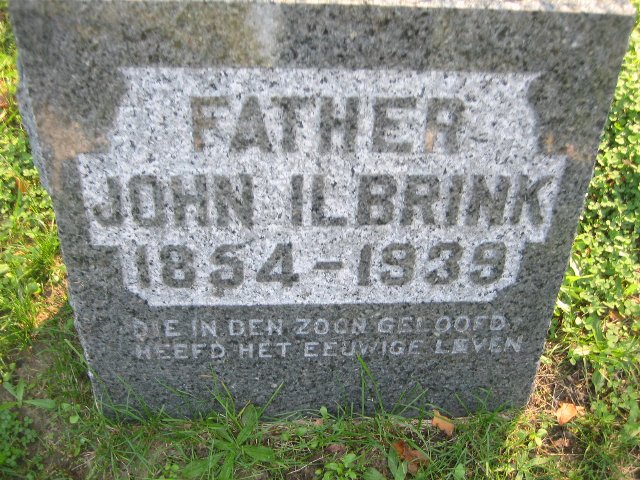 FATHER
JOHN ILBRINK
1854-1939
DIE IN DEN ZOON GELOOFD
HEEFD HET EEUWIGE LEVEN